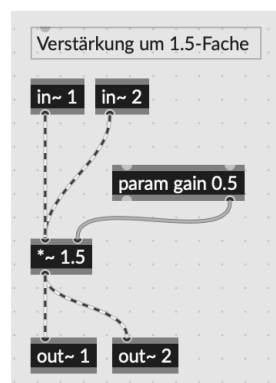 Verstärkung um 1.5-Fache
in~ 1 in~ 2
param gain 0.5
*~ 1.5
out~ 1 out~ 2